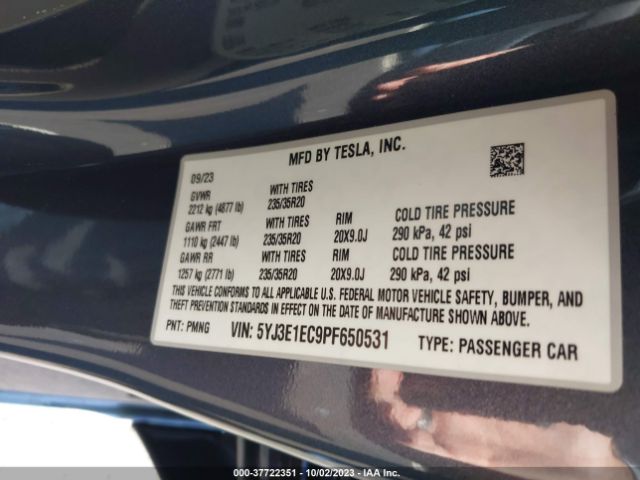 MFD BY TESLA, INC.
09/23
GVWR WITH TIRES
2212 kg (4877 lb) 235/35R20
GAWR FRT WITH TIRES RIM COLD TIRE PRESSURE
1110 kg (2447 lb) 235/35R20 20X9.0J 290 kPa, 42 psi
GAWR RR WITH TIRES RIM COLD TIRE PRESSURE
1257 kg (2771 lb) 235/35R20 20X9.0J 290 kPa, 42 psi
THIS VEHICLE CONFORMS TO ALL APPLICABLE U.S. FEDERAL MOTOR VEHICLE SAFETY, BUMPER, AND
THEFT PREVENTION STANDARDS IN EFFECT ON THE DATE OF MANUFACTURE SHOWN ABOVE.
PNT: PMNG VIN: 5YJ3E1EC9PF650531 TYPE: PASSENGER CAR
000-37722351 - 10/02/2023 - IAA Inc.